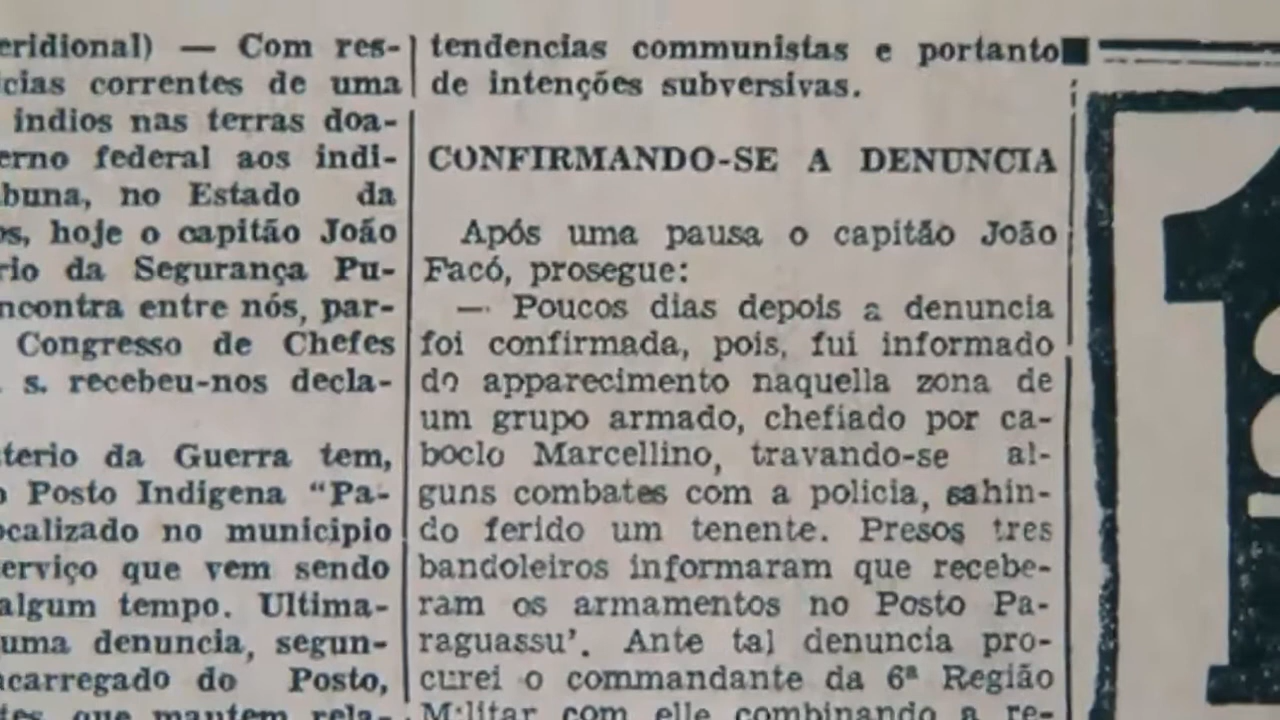 eridional) — Com res-
cias correntes de uma
indios nas terras doa-
erno federal aos indi-
buna, no Estado da
os, hoje o capitão João
rio da Segurança Pu-
ncontra entre nós, par-
Congresso de Chefes
s. recebeu-nos decla-
terio da Guerra tem,
o Posto Indigena “Pa-
ocalizado no municipio
erviço que vem sendo
algum tempo. Ultima-
uma denuncia, segun-
carregado do Posto,
tes que mantem rela-
tendencias communistas e portanto
de intenções subversivas.
CONFIRMANDO-SE A DENUNCIA
Após uma pausa o capitão João
Facó, prosegue:
— Poucos dias depois a denuncia
foi confirmada, pois, fui informado
do apparecimento naquella zona de
um grupo armado, chefiado por ca-
boclo Marcellino, travando-se al-
guns combates com a policia, sahin-
do ferido um tenente. Presos tres
bandoleiros informaram que recebe-
ram os armamentos no Posto Pa-
raguassu’. Ante tal denuncia pro-
curei o commandante da 6ª Região
Militar com elle combinando a re-
1